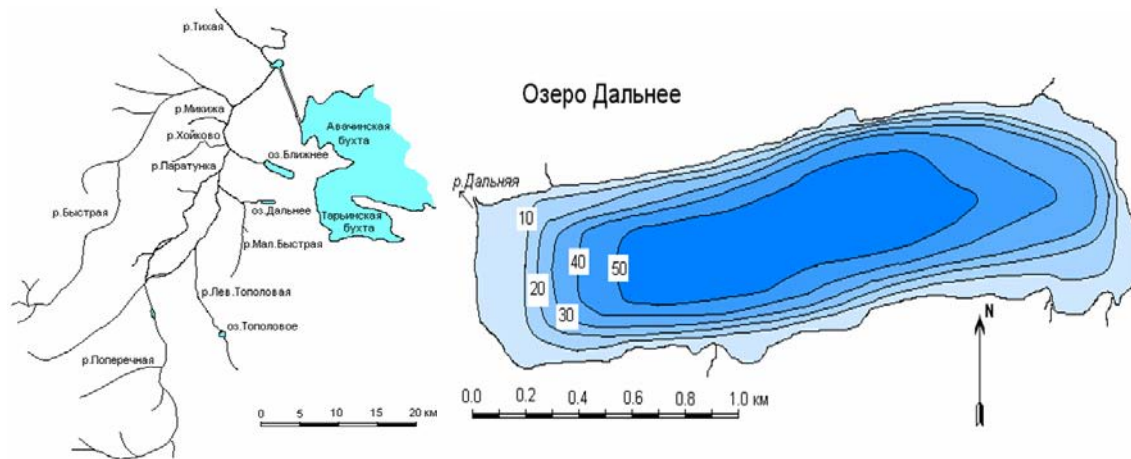 р.Тихая
р.Микижа
р.Хойково
р.Паратунка
оз.Ближнее
Авачинская
бухта
Тарьинская
бухта
р.Быстрая
оз.Дальнее
р.Мал.Быстрая
р.Лев.Тополовая
оз.Тополовое
р.Поперечная
0 5 10 15 20 км
Озеро Дальнее
р.Дальняя
10
20
30
40
50
N
0.0 0.2 0.4 0.6 0.8 1.0 км